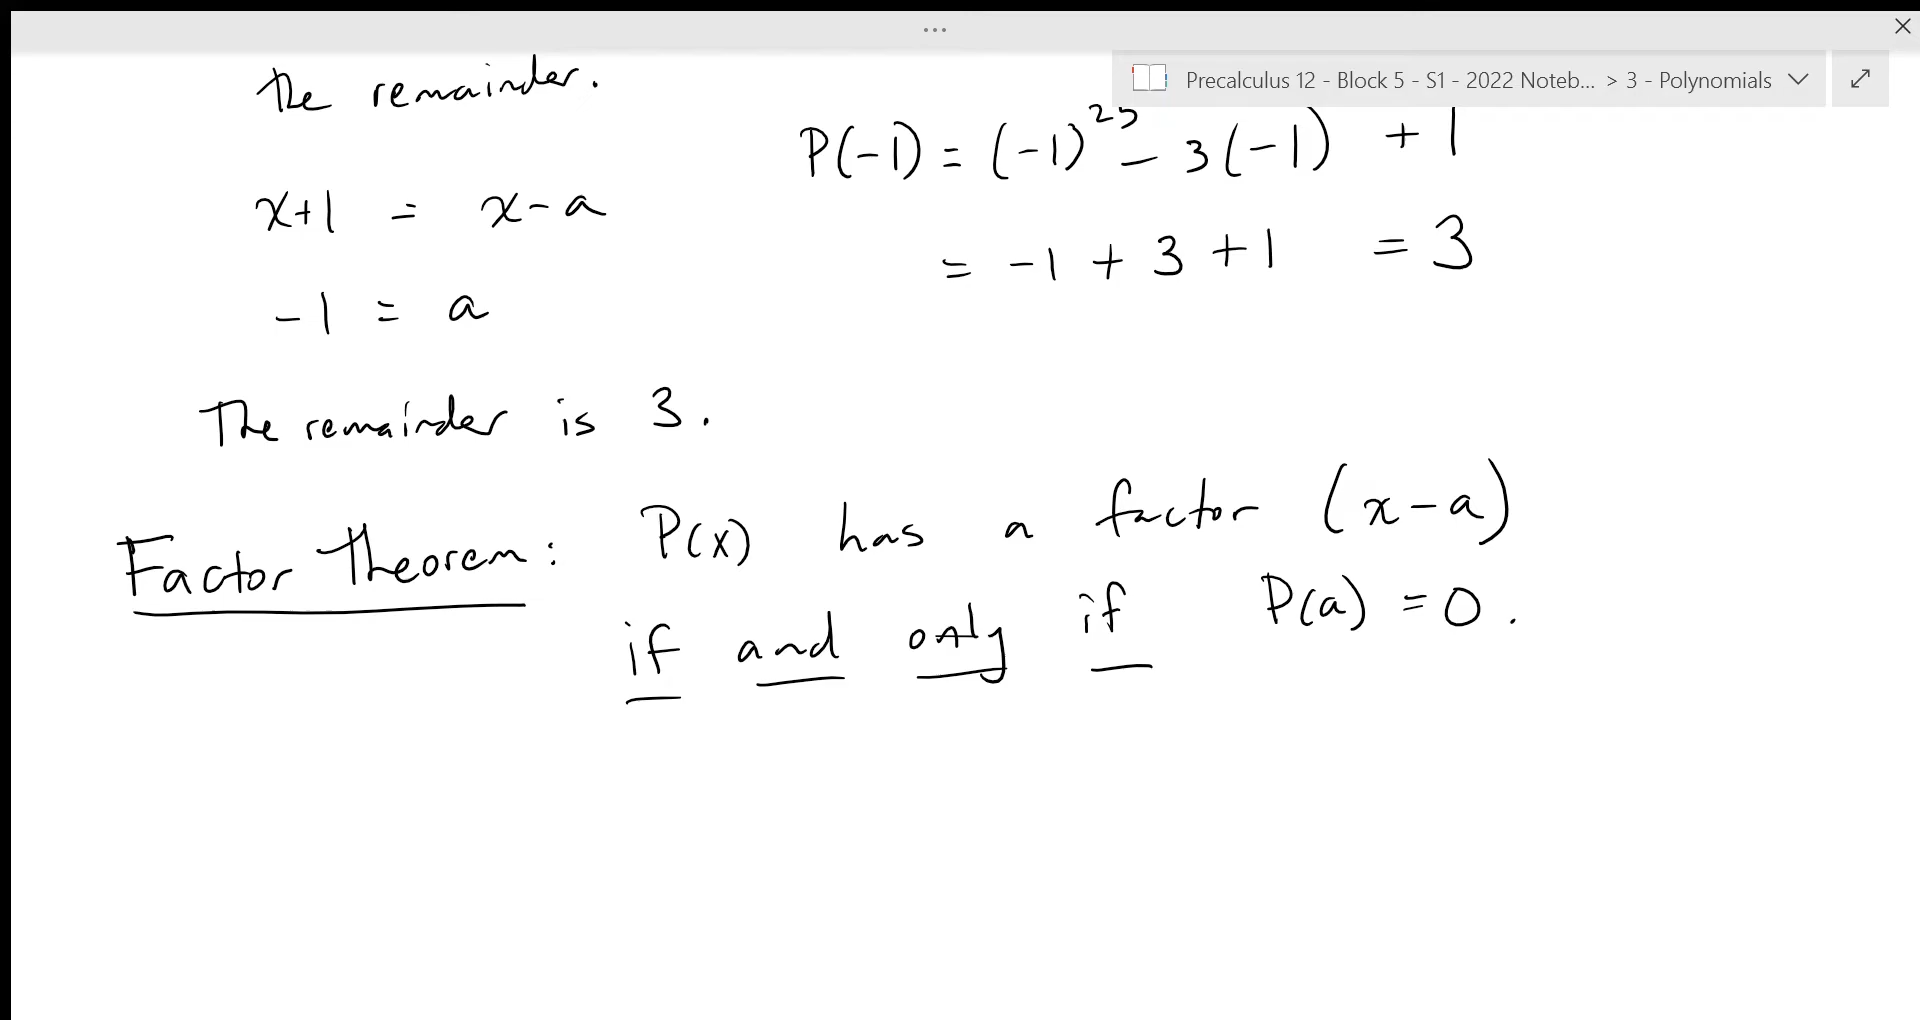 ...
Precalculus 12 - Block 5 - S1 - 2022 Noteb... > 3 - Polynomials
the remainder.
P(-1) = (-1)²⁵ - 3(-1) + 1
x+1 = x-a
= -1 + 3 + 1 = 3
-1 = a
The remainder is 3.
Factor Theorem: P(x) has a factor (x-a)
if and only if P(a) = 0.